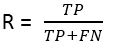 R = TP / TP+FN